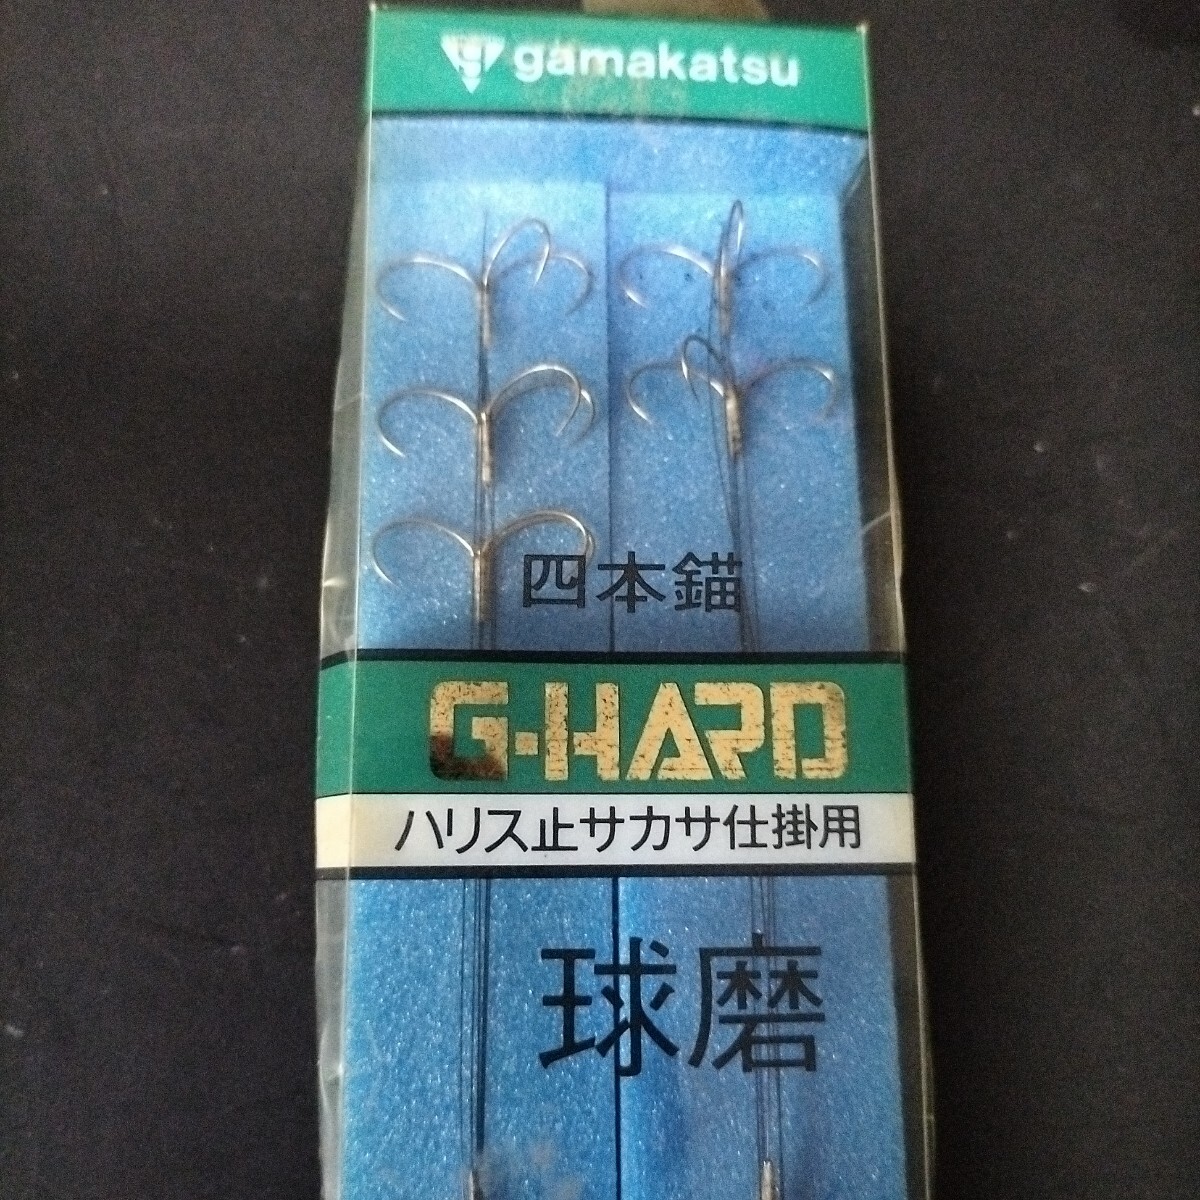 gamakatsu
四本錨
G-HARD
ハリス止サカサ仕掛用
球磨